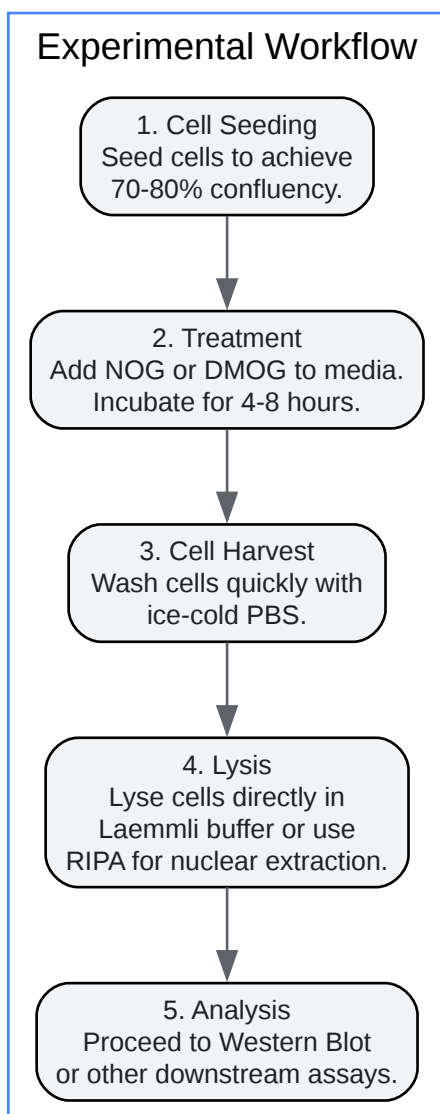 Experimental Workflow
1. Cell Seeding
Seed cells to achieve
70-80% confluency.
2. Treatment
Add NOG or DMOG to media.
Incubate for 4-8 hours.
3. Cell Harvest
Wash cells quickly with
ice-cold PBS.
4. Lysis
Lyse cells directly in
Laemmli buffer or use
RIPA for nuclear extraction.
5. Analysis
Proceed to Western Blot
or other downstream assays.